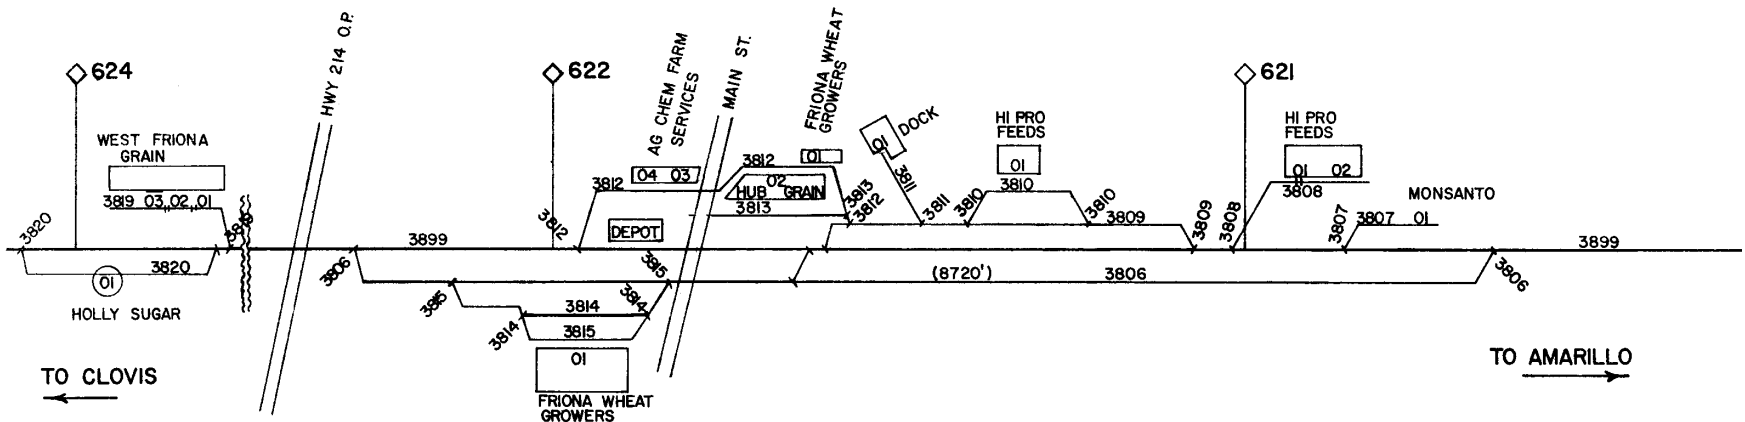 624
WEST FRIONA
GRAIN
3819 03 02 01
3820
3819
3820
01
HOLLY SUGAR
TO CLOVIS
HWY 214 O.P.
3899
3806
622
3812
3812
AG CHEM FARM
SERVICES
04 03
DEPOT
3815
3815
3814
3814
3814
3815
01
FRIONA WHEAT
GROWERS
MAIN ST.
3812
02
HUB GRAIN
3813
FRIONA WHEAT
GROWERS
01
3813
3812
01
DOCK
3811
3811
3810
HI PRO
FEEDS
01
3810
3810
3809
3809
3808
621
HI PRO
FEEDS
01 02
3808
MONSANTO
3807
3807 01
(8720')
3806
3806
3899
TO AMARILLO